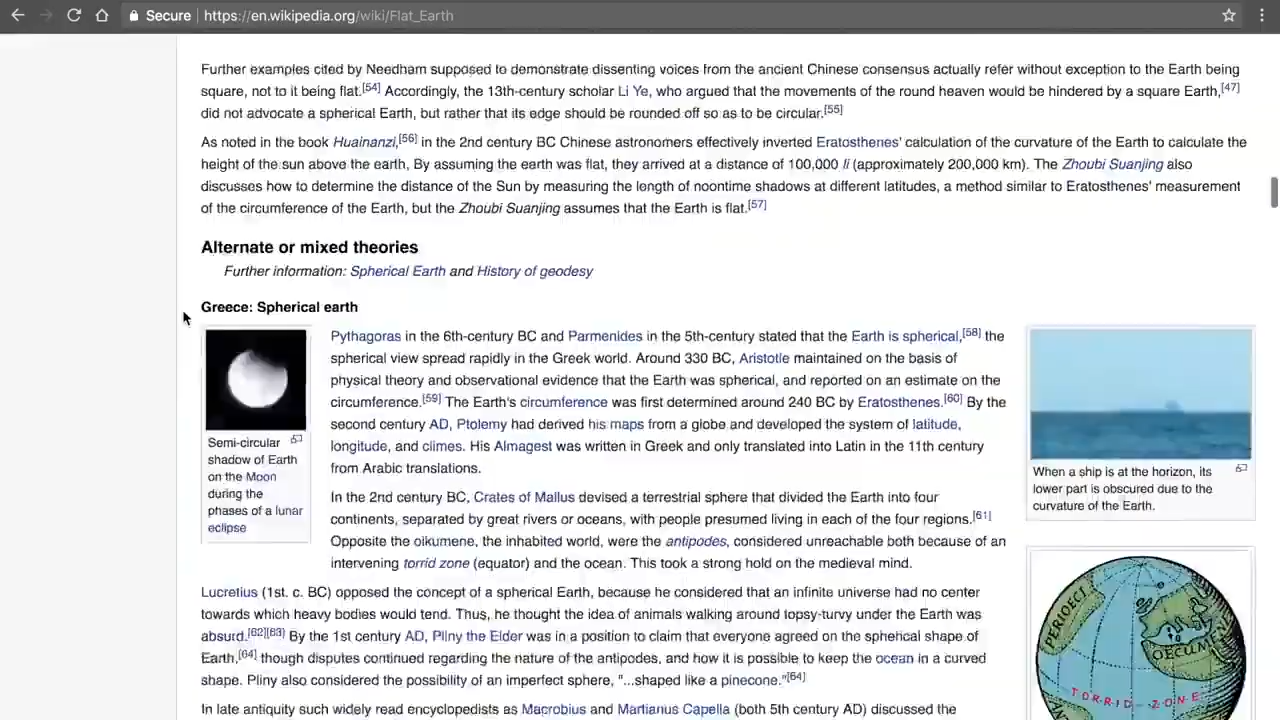 Secure https://en.wikipedia.org/wiki/Flat_Earth
Further examples cited by Needham supposed to demonstrate dissenting voices from the ancient Chinese consensus actually refer without exception to the Earth being
square, not to it being flat.[54] Accordingly, the 13th-century scholar Li Ye, who argued that the movements of the round heaven would be hindered by a square Earth,[47]
did not advocate a spherical Earth, but rather that its edge should be rounded off so as to be circular.[55]
As noted in the book Huainanzi,[56] in the 2nd century BC Chinese astronomers effectively inverted Eratosthenes' calculation of the curvature of the Earth to calculate the
height of the sun above the earth, By assuming the earth was flat, they arrived at a distance of 100,000 li (approximately 200,000 km). The Zhoubi Suanjing also
discusses how to determine the distance of the Sun by measuring the length of noontime shadows at different latitudes, a method similar to Eratosthenes' measurement
of the circumference of the Earth, but the Zhoubi Suanjing assumes that the Earth is flat.[57]
Alternate or mixed theories
Further information: Spherical Earth and History of geodesy
Greece: Spherical earth
Semi-circular
shadow of Earth
on the Moon
during the
phases of a lunar
eclipse
Pythagoras in the 6th-century BC and Parmenides in the 5th-century stated that the Earth is spherical,[58] the
spherical view spread rapidly in the Greek world. Around 330 BC, Aristotle maintained on the basis of
physical theory and observational evidence that the Earth was spherical, and reported on an estimate on the
circumference.[59] The Earth's circumference was first determined around 240 BC by Eratosthenes.[60] By the
second century AD, Ptolemy had derived his maps from a globe and developed the system of latitude,
longitude, and climes. His Almagest was written in Greek and only translated into Latin in the 11th century
from Arabic translations.
In the 2nd century BC, Crates of Mallus devised a terrestrial sphere that divided the Earth into four
continents, separated by great rivers or oceans, with people presumed living in each of the four regions.[61]
Opposite the oikumene, the inhabited world, were the antipodes, considered unreachable both because of an
intervening torrid zone (equator) and the ocean. This took a strong hold on the medieval mind.
Lucretius (1st. c. BC) opposed the concept of a spherical Earth, because he considered that an infinite universe had no center
towards which heavy bodies would tend. Thus, he thought the idea of animals walking around topsy-turvy under the Earth was
absurd.[62][63] By the 1st century AD, Pliny the Elder was in a position to claim that everyone agreed on the spherical shape of
Earth,[64] though disputes continued regarding the nature of the antipodes, and how it is possible to keep the ocean in a curved
shape. Pliny also considered the possibility of an imperfect sphere, "...shaped like a pinecone."[64]
In late antiquity such widely read encyclopedists as Macrobius and Martianus Capella (both 5th century AD) discussed the
When a ship is at the horizon, its
lower part is obscured due to the
curvature of the Earth.
PERIOECI
TORRID-ZONE